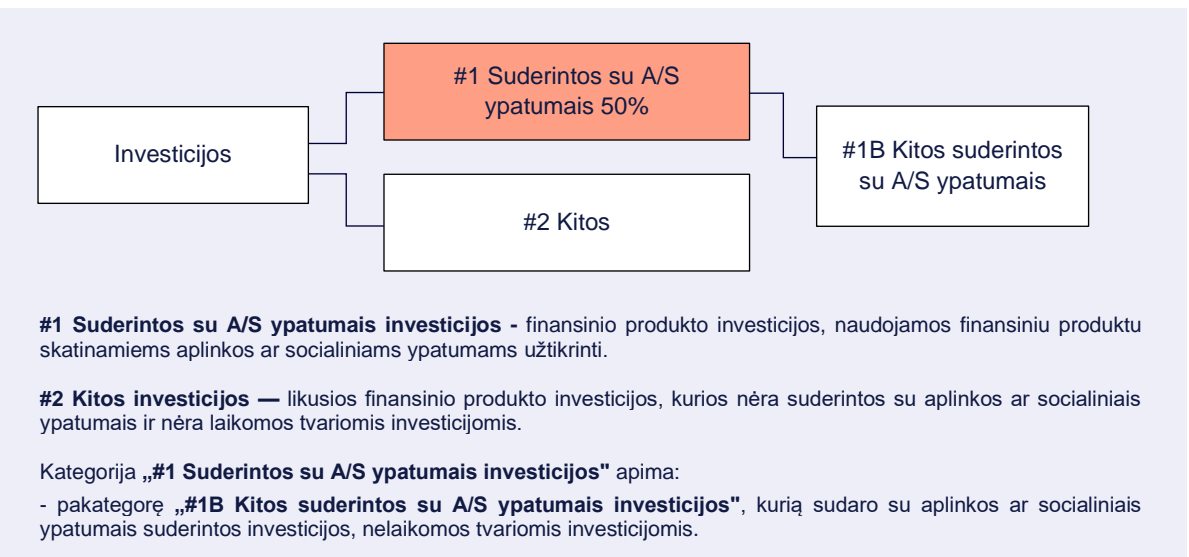 #1 Suderintos su A/S
ypatumais 50%
Investicijos
#1B Kitos suderintos
su A/S ypatumais
#2 Kitos
#1 Suderintos su A/S ypatumais investicijos - finansinio produkto investicijos, naudojamos finansiniu produktu
skatinamiems aplinkos ar socialiniams ypatumams užtikrinti.
#2 Kitos investicijos — likusios finansinio produkto investicijos, kurios nėra suderintos su aplinkos ar socialiniais
ypatumais ir nėra laikomos tvariomis investicijomis.
Kategorija „#1 Suderintos su A/S ypatumais investicijos" apima:
- pakategorę „#1B Kitos suderintos su A/S ypatumais investicijos", kurią sudaro su aplinkos ar socialiniais
ypatumais suderintos investicijos, nelaikomos tvariomis investicijomis.